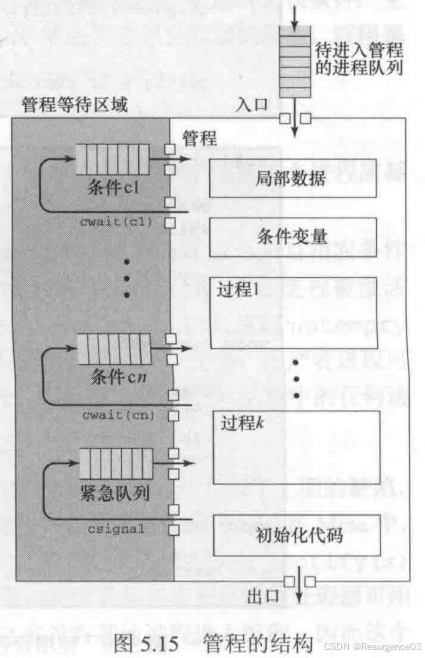 待进入管程
的进程队列
管程等待区域
入口
管程
条件c1
局部数据
cwait(c1)
条件变量
过程1
条件cn
cwait(cn)
过程k
紧急队列
csignal
初始化代码
出口
图 5.15 管程的结构
CSDN @Resurgence03